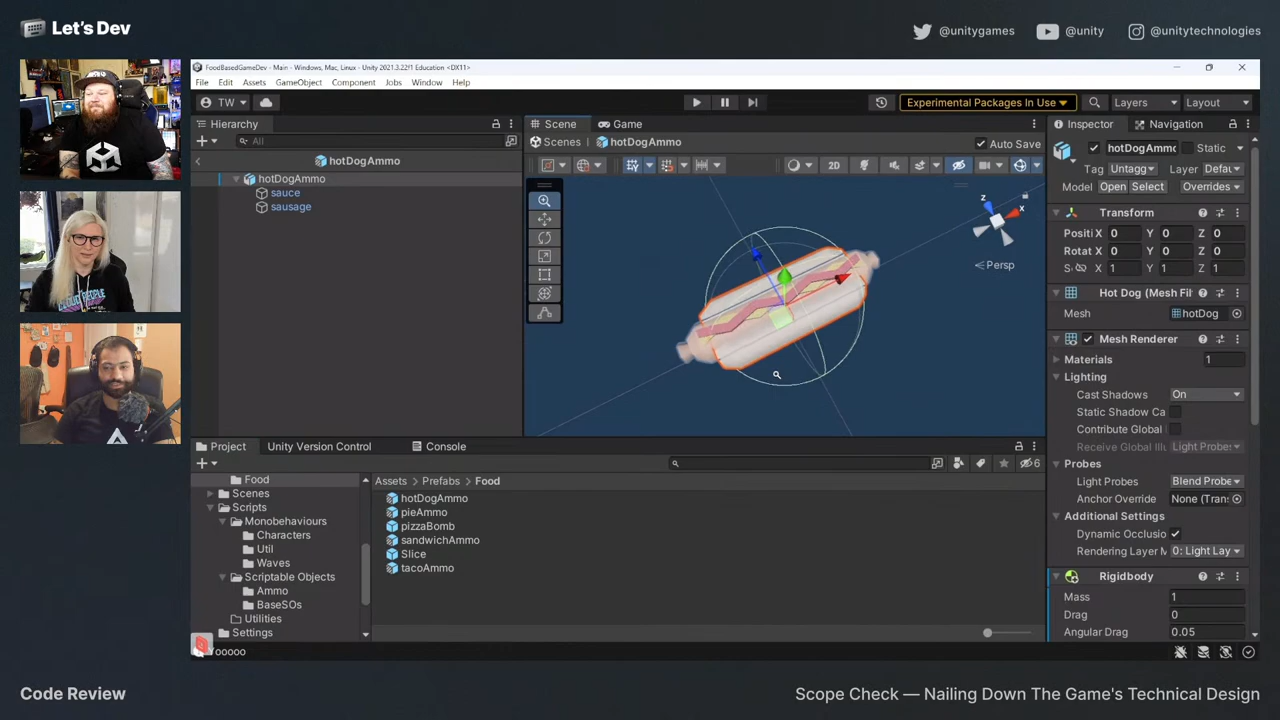 Let's Dev
@unitygames
@unity
@unitytechnologies
FoodBasedGameDev - Main - Windows, Mac, Linux - Unity 2021.3.22f1 Education <DX11>
File Edit Assets GameObject Component Jobs Window Help
TW
Experimental Packages In Use
Layers
Layout
Hierarchy
All
hotDogAmmo
hotDogAmmo
sauce
sausage
Scene
Game
Scenes
hotDogAmmo
Auto Save
2D
z
x
Persp
Inspector
Navigation
hotDogAmmo
Static
Tag Untagg
Layer Defau
Model Open Select Overrides
Transform
Positi X 0 Y 0 Z 0
Rotat X 0 Y 0 Z 0
X 1 Y 1 Z 1
Hot Dog (Mesh Fil
Mesh hotDog
Mesh Renderer
Materials 1
Lighting
Cast Shadows On
Static Shadow Ca
Contribute Global
Receive Global Light Probes
Probes
Light Probes Blend Probe
Anchor Override None (Tran
Additional Settings
Dynamic Occlusio
Rendering Layer M 0: Light Lay
Rigidbody
Mass 1
Drag 0
Angular Drag 0.05
Project
Unity Version Control
Console
6
Food
Scenes
Scripts
Monobehaviours
Characters
Util
Waves
Scriptable Objects
Ammo
BaseSOs
Utilities
Settings
Assets > Prefabs > Food
hotDogAmmo
pieAmmo
pizzaBomb
sandwichAmmo
Slice
tacoAmmo
Yooooo
Code Review
Scope Check — Nailing Down The Game's Technical Design